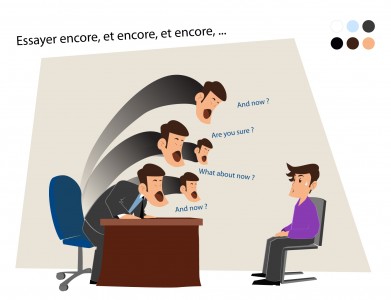 Essayer encore, et encore, et encore, ...
And now ?
Are you sure ?
What about now ?
And now ?